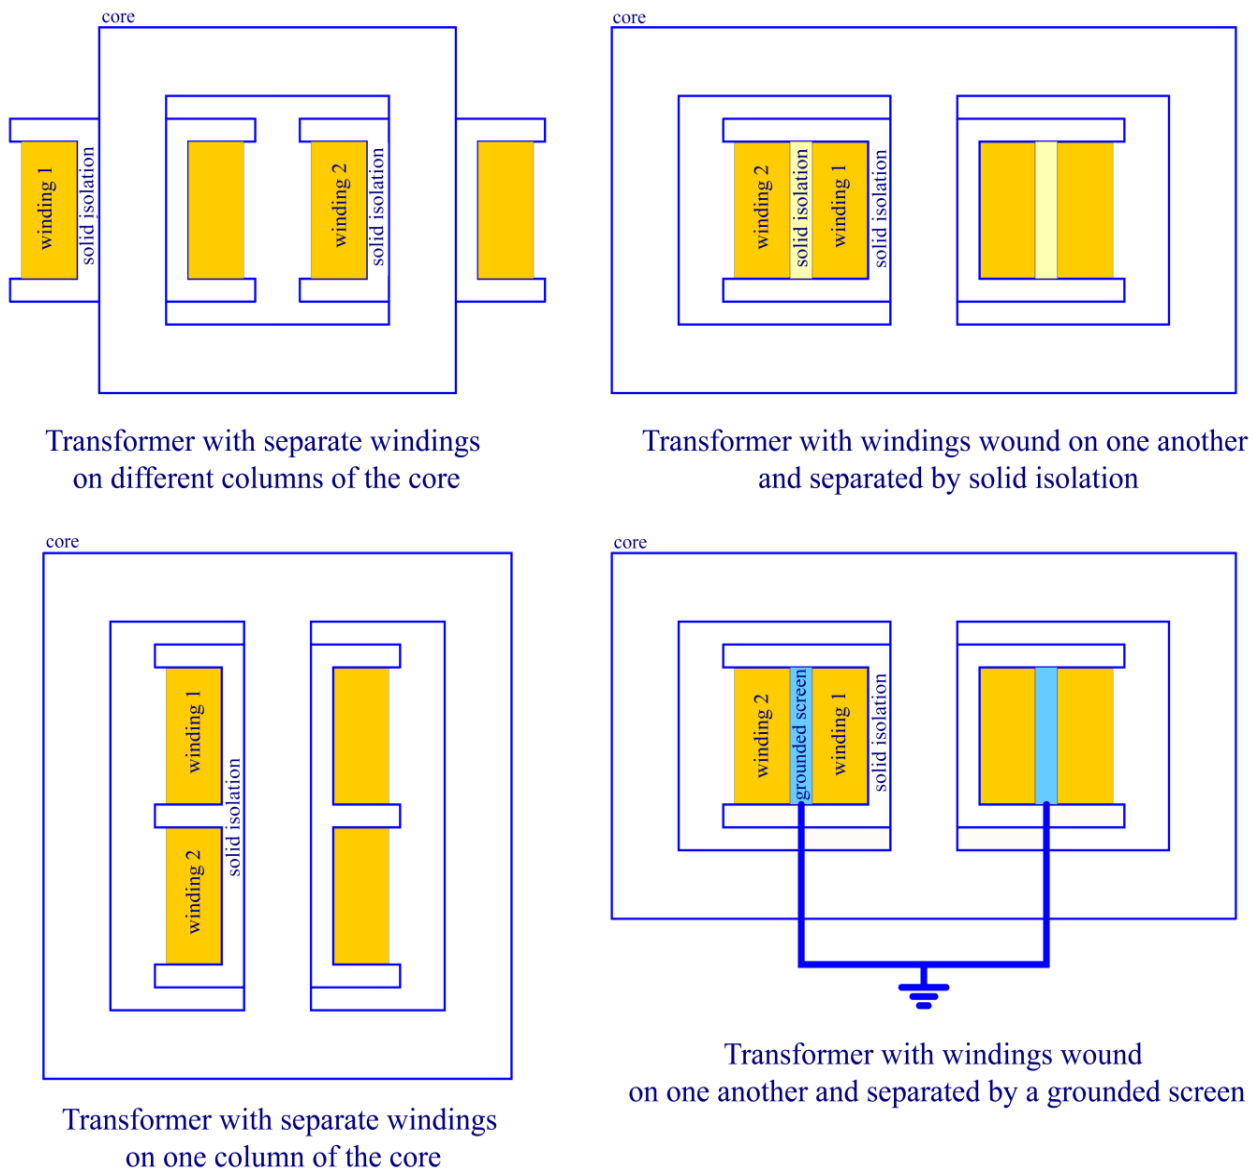 core
winding 1
solid isolation
winding 2
solid isolation
Transformer with separate windings
on different columns of the core
core
winding 2
solid isolation
winding 1
solid isolation
Transformer with windings wound on one another
and separated by solid isolation
core
winding 1
winding 2
solid isolation
Transformer with separate windings
on one column of the core
core
winding 2
grounded screen
winding 1
solid isolation
Transformer with windings wound
on one another and separated by a grounded screen